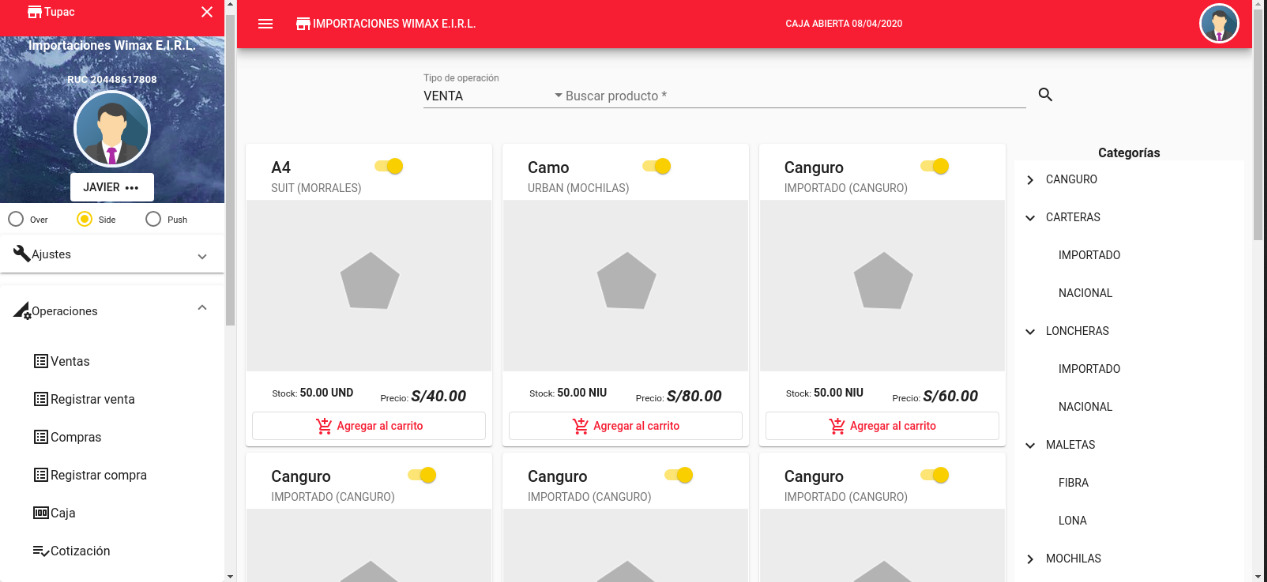 Tupac
Importaciones Wimax E.I.R.L.
RUC 20448617808
JAVIER
Over
Side
Push
Ajustes
Operaciones
Ventas
Registrar venta
Compras
Registrar compra
Caja
Cotización
IMPORTACIONES WIMAX E.I.R.L.
CAJA ABIERTA 08/04/2020
Tipo de operación
VENTA
Buscar producto *
A4
SUIT (MORRALES)
Stock: 50.00 UND
Precio: S/40.00
Agregar al carrito
Camo
URBAN (MOCHILAS)
Stock: 50.00 NIU
Precio: S/80.00
Agregar al carrito
Canguro
IMPORTADO (CANGURO)
Stock: 50.00 NIU
Precio: S/60.00
Agregar al carrito
Canguro
IMPORTADO (CANGURO)
Canguro
IMPORTADO (CANGURO)
Canguro
IMPORTADO (CANGURO)
Categorías
CANGURO
CARTERAS
IMPORTADO
NACIONAL
LONCHERAS
IMPORTADO
NACIONAL
MALETAS
FIBRA
LONA
MOCHILAS